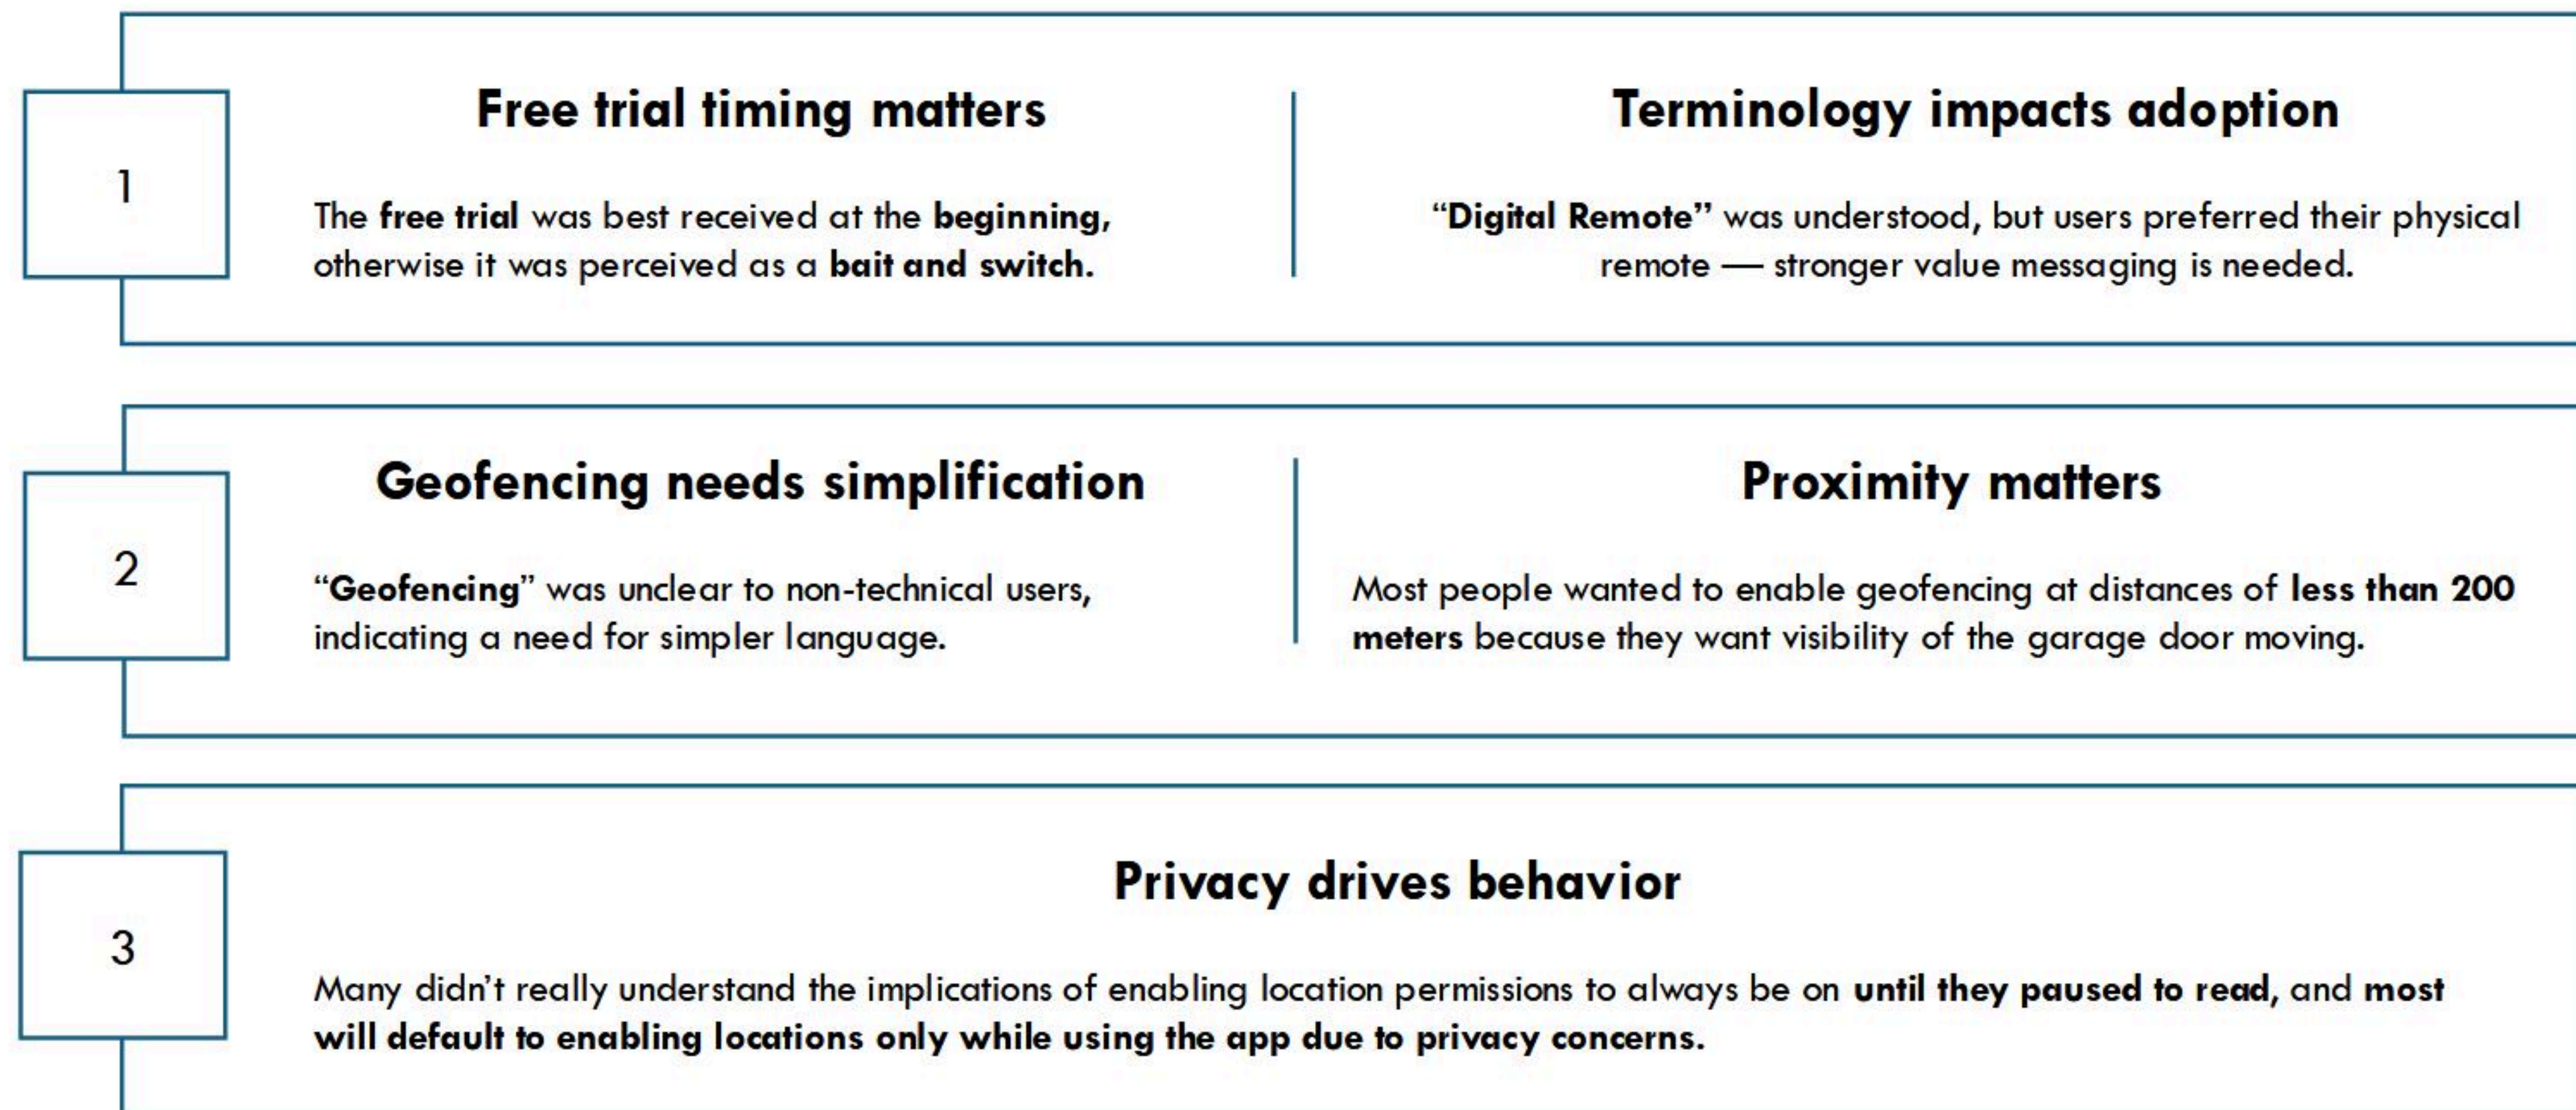 1
Free trial timing matters
The free trial was best received at the beginning,
otherwise it was perceived as a bait and switch.
Terminology impacts adoption
“Digital Remote” was understood, but users preferred their physical
remote — stronger value messaging is needed.
2
Geofencing needs simplification
“Geofencing” was unclear to non-technical users,
indicating a need for simpler language.
Proximity matters
Most people wanted to enable geofencing at distances of less than 200
meters because they want visibility of the garage door moving.
3
Privacy drives behavior
Many didn’t really understand the implications of enabling location permissions to always be on until they paused to read, and most
will default to enabling locations only while using the app due to privacy concerns.